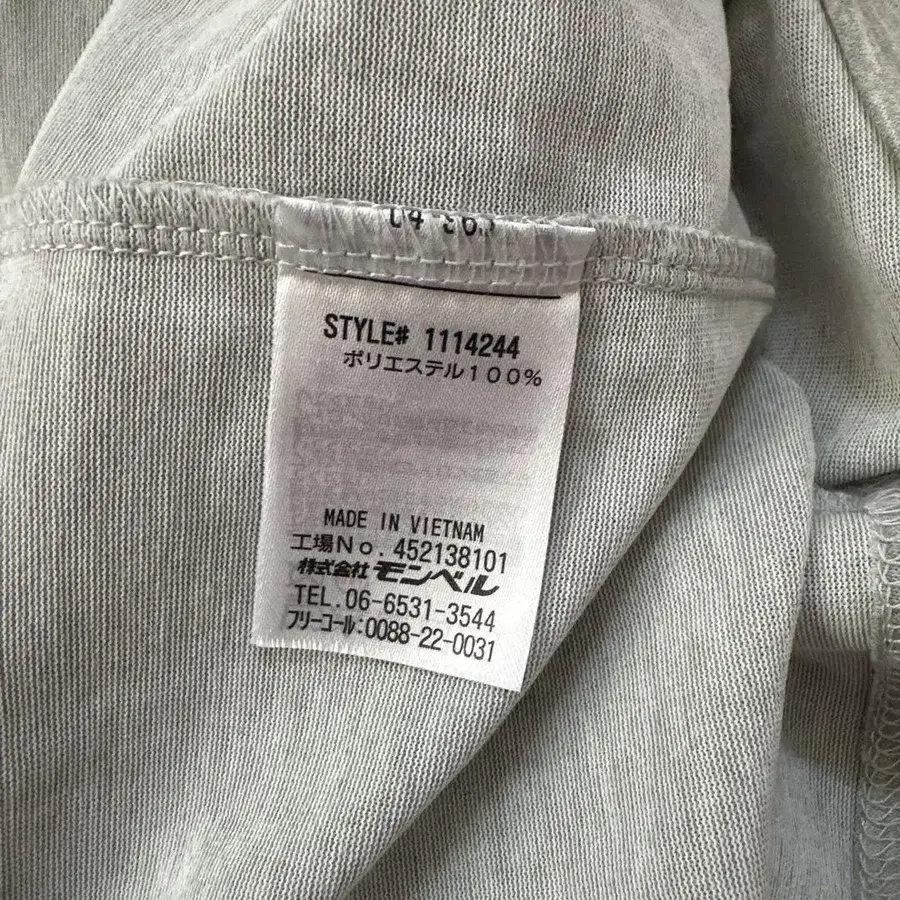 STYLE# 1114244
ポリエステル100%
MADE IN VIETNAM
工場No.452138101
株式会社モンベル
TEL.06-6531-3544
フリーコール:0088-22-0031